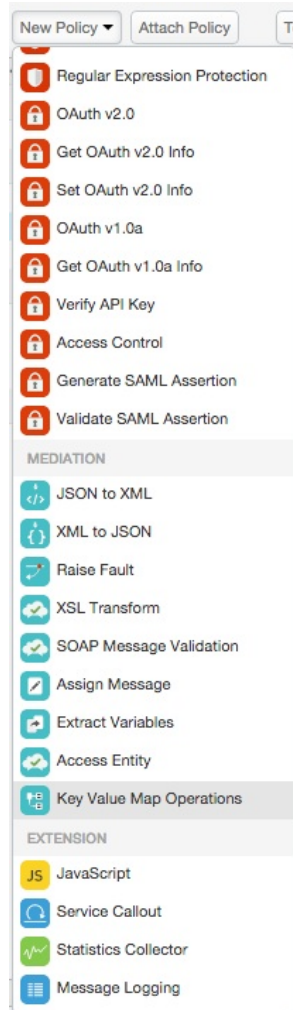 New Policy
Attach Policy
Regular Expression Protection
OAuth v2.0
Get OAuth v2.0 Info
Set OAuth v2.0 Info
OAuth v1.0a
Get OAuth v1.0a Info
Verify API Key
Access Control
Generate SAML Assertion
Validate SAML Assertion
MEDIATION
JSON to XML
XML to JSON
Raise Fault
XSL Transform
SOAP Message Validation
Assign Message
Extract Variables
Access Entity
Key Value Map Operations
EXTENSION
JS JavaScript
Service Callout
Statistics Collector
Message Logging